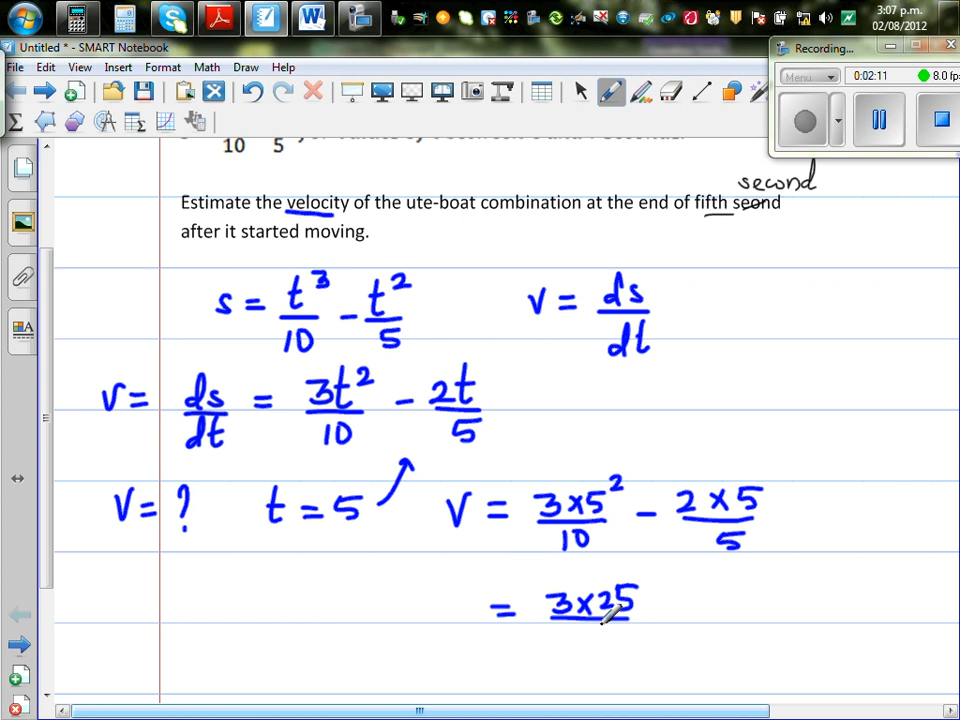 3:07 p.m.
02/08/2012
Untitled * - SMART Notebook
Recording...
File Edit View Insert Format Math Draw Help
Menu 0:02:11 8.0 fp
10 5
second
Estimate the velocity of the ute-boat combination at the end of fifth seond
after it started moving.
s = t³/10 - t²/5 v = ds/dt
v = ds/dt = 3t²/10 - 2t/5
v = ? t = 5 v = 3×5²/10 - 2×5/5
= 3×25